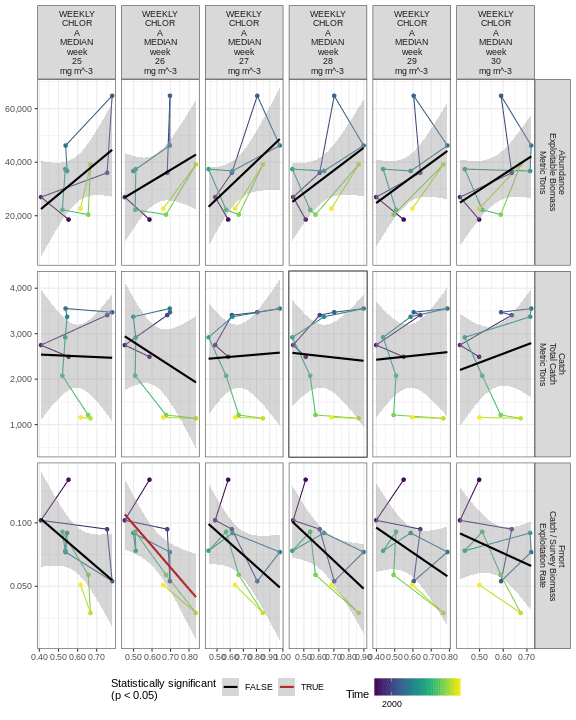 WEEKLY CHLOR A MEDIAN week 25 mg m^-3
WEEKLY CHLOR A MEDIAN week 26 mg m^-3
WEEKLY CHLOR A MEDIAN week 27 mg m^-3
WEEKLY CHLOR A MEDIAN week 28 mg m^-3
WEEKLY CHLOR A MEDIAN week 29 mg m^-3
WEEKLY CHLOR A MEDIAN week 30 mg m^-3
60,000
40,000
20,000
Abundance
Exploitable Biomass
Metric Tons
4,000
3,000
2,000
1,000
Catch
Total Catch
Metric Tons
0.100
0.050
Fmort
Catch / Survey Biomass
Exploitation Rate
0.40 0.50 0.60 0.70
0.50 0.60 0.70 0.80
0.50 0.60 0.70 0.80 0.90 1.00
0.50 0.60 0.70 0.80 0.90
0.40 0.50 0.60 0.70 0.80
0.50 0.60 0.70
Statistically significant
(p < 0.05)
FALSE
TRUE
Time
2000